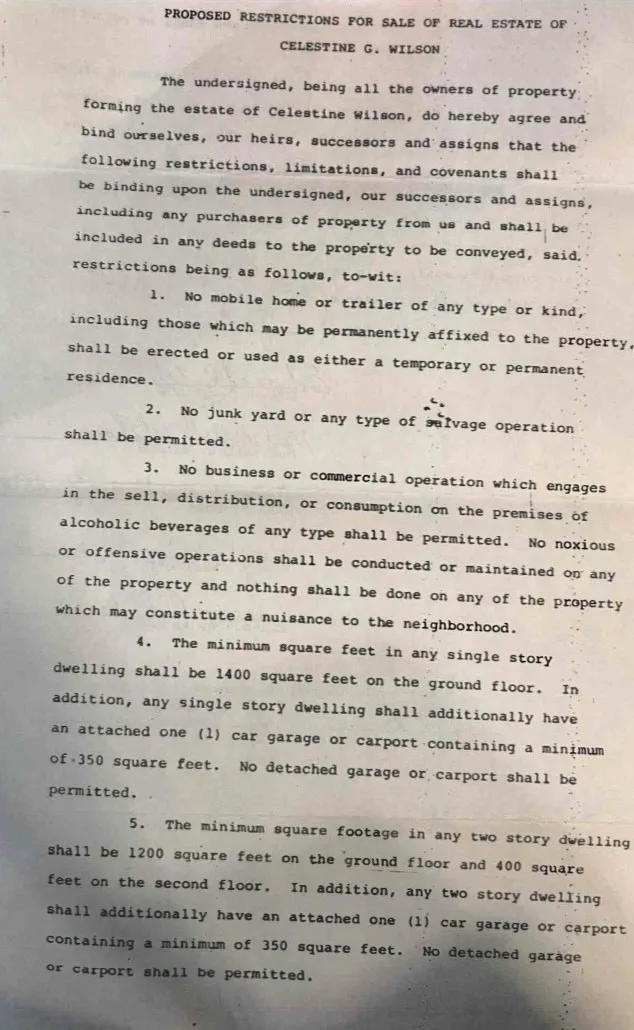 PROPOSED RESTRICTIONS FOR SALE OF REAL ESTATE OF
CELESTINE G. WILSON
The undersigned, being all the owners of property
forming the estate of Celestine Wilson, do hereby agree and
bind ourselves, our heirs, successors and assigns that the
following restrictions, limitations, and covenants shall
be binding upon the undersigned, our successors and assigns,
including any purchasers of property from us and shall be
included in any deeds to the property to be conveyed, said
restrictions being as follows, to-wit:
1. No mobile home or trailer of any type or kind,
including those which may be permanently affixed to the property,
shall be erected or used as either a temporary or permanent
residence.
2. No junk yard or any type of salvage operation
shall be permitted.
3. No business or commercial operation which engages
in the sell, distribution, or consumption on the premises of
alcoholic beverages of any type shall be permitted. No noxious
or offensive operations shall be conducted or maintained on any
of the property and nothing shall be done on any of the property
which may constitute a nuisance to the neighborhood.
4. The minimum square feet in any single story
dwelling shall be 1400 square feet on the ground floor. In
addition, any single story dwelling shall additionally have
an attached one (1) car garage or carport containing a minimum
of 350 square feet. No detached garage or carport shall be
permitted.
5. The minimum square footage in any two story dwelling
shall be 1200 square feet on the ground floor and 400 square
feet on the second floor. In addition, any two story dwelling
shall additionally have an attached one (1) car garage or carport
containing a minimum of 350 square feet. No detached garage
or carport shall be permitted.